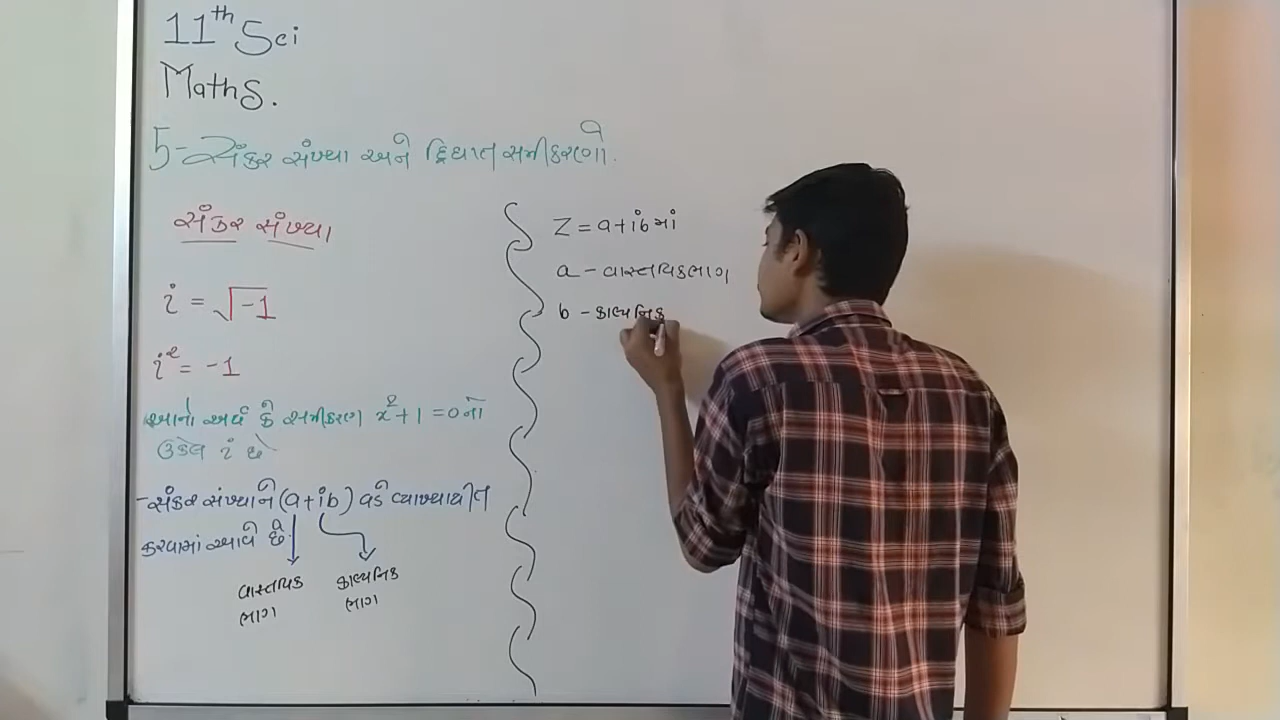 11th Sci
Maths.
5- સંકર સંખ્યા અને દ્વિઘાત સમીકરણો.
સંકર સંખ્યા
i = √-1
i² = -1
આનો અર્થ કે સમીકરણ x²+1=0 નો
ઉકેલ i છે
-સંકર સંખ્યાને (a+ib) વડે વ્યાખ્યાયીત
કરવામાં આવે છે.
વાસ્તવિક
ભાગ
કાલ્પનિક
ભાગ
Z = a+ib માં
a - વાસ્તવિકભાગ
b - કાલ્પનિક